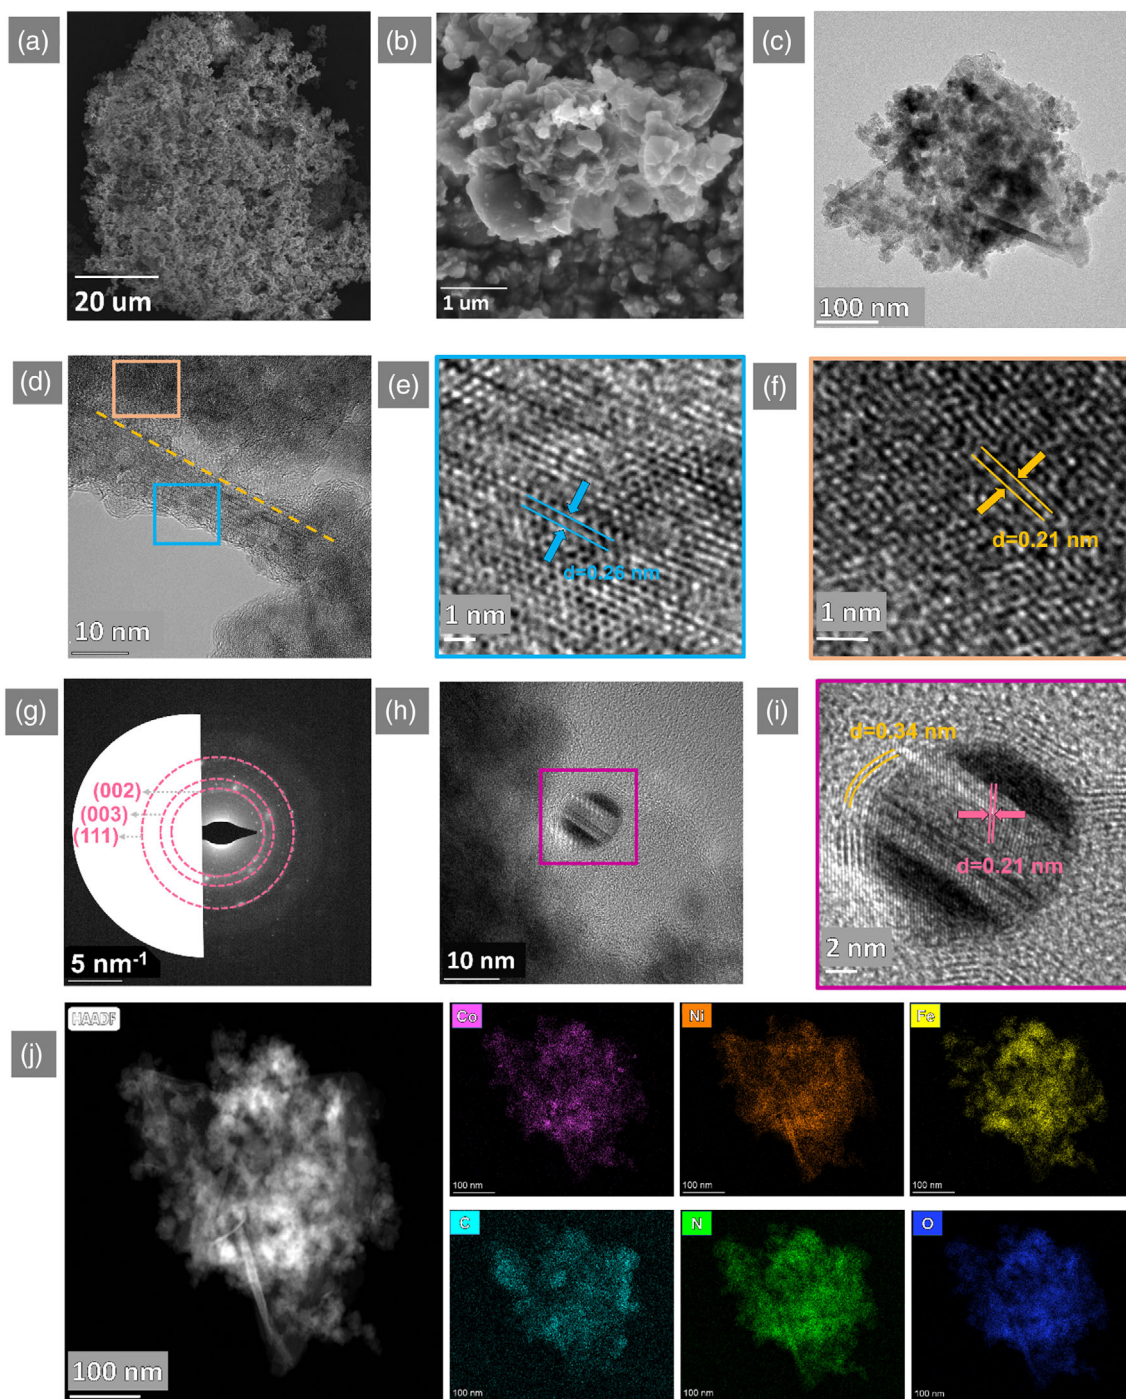 (a)
20 um
(b)
1 um
(c)
100 nm
(d)
10 nm
(e)
d=0.26 nm
1 nm
(f)
d=0.21 nm
1 nm
(g)
(002)
(003)
(111)
5 nm-1
(h)
10 nm
(i)
d=0.34 nm
d=0.21 nm
2 nm
(j)
HAADF
100 nm
Co
100 nm
Ni
100 nm
Fe
100 nm
C
100 nm
N
100 nm
O
100 nm